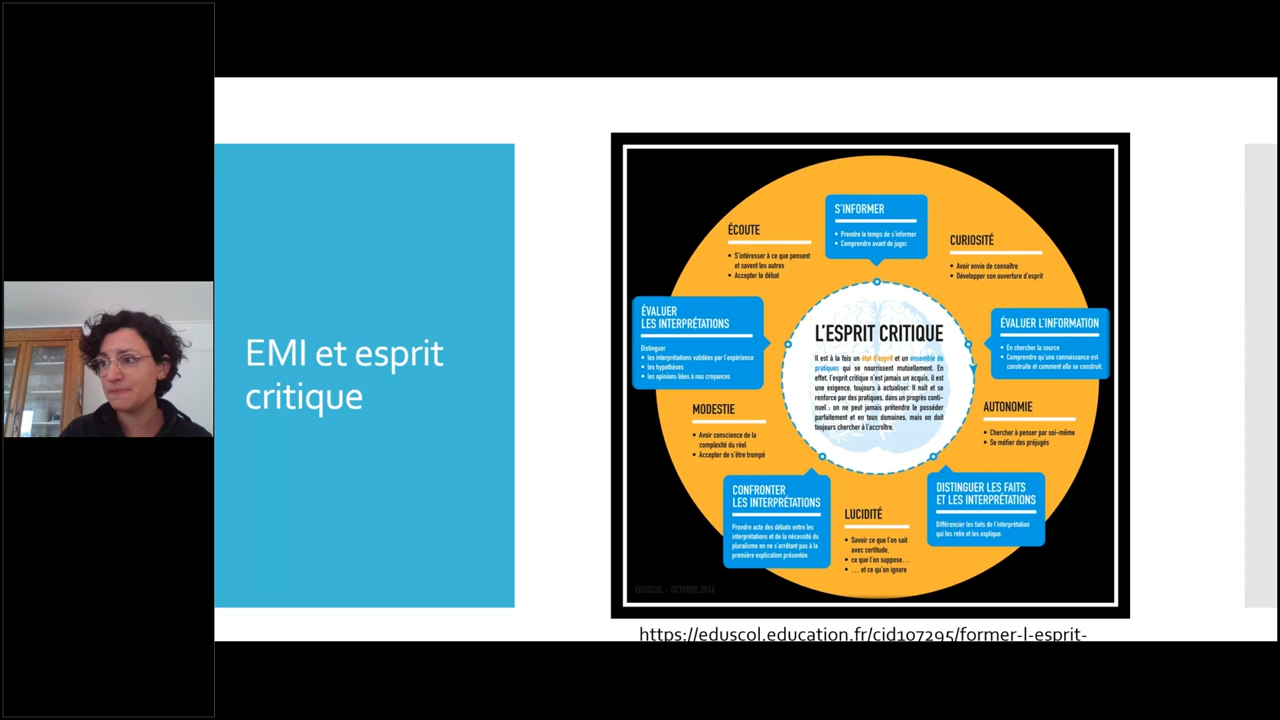 EMI et esprit
critique
S'INFORMER
• Prendre le temps de s'informer
• Comprendre avant de juger.
CURIOSITÉ
• Avoir envie de connaître
• Développer son ouverture d'esprit
ÉVALUER L'INFORMATION
• En chercher la source
• Comprendre qu'une connaissance est
construite et comment elle se construit.
AUTONOMIE
• Chercher à penser par soi-même
• Se méfier des préjugés
DISTINGUER LES FAITS
ET LES INTERPRÉTATIONS
Différencier les faits de l'interprétation
qui les relie et les explique.
LUCIDITÉ
• Savoir ce que l'on sait
avec certitude,
• ce que l'on suppose...
• ... et ce qu'on ignore
CONFRONTER
LES INTERPRÉTATIONS
Prendre acte des débats entre les
interprétations et de la nécessité du
pluralisme en ne s'arrêtant pas à la
première explication présentée.
MODESTIE
• Avoir conscience de la
complexité du réel
• Accepter de s'être trompé
ÉVALUER
LES INTERPRÉTATIONS
Distinguer
• les interprétations validées par l'expérience
• les hypothèses
• les opinions liées à nos croyances
ÉCOUTE
• S'intéresser à ce que pensent
et savent les autres
• Accepter le débat
L'ESPRIT CRITIQUE
Il est à la fois un état d'esprit et un ensemble de
pratiques qui se nourrissent mutuellement. En
effet, l'esprit critique n'est jamais un acquis, il est
une exigence, toujours à actualiser. Il naît et se
renforce par des pratiques, dans un progrès conti-
nuel : on ne peut jamais prétendre le posséder
parfaitement et en tous domaines, mais on doit
toujours chercher à l'accroître.
EDUSCOL - OCTOBRE 2016
https://eduscol.education.fr/cid107295/former-l-esprit-